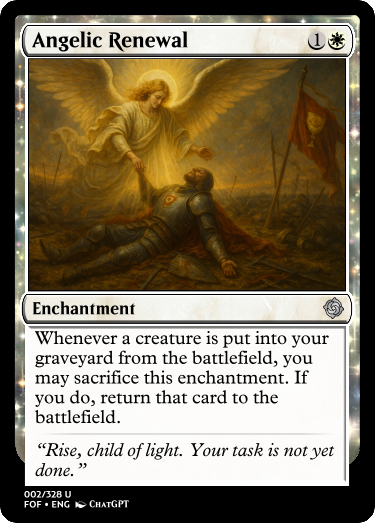 Angelic Renewal 1
Enchantment
Whenever a creature is put into your
graveyard from the battlefield, you
may sacrifice this enchantment. If
you do, return that card to the
battlefield.
“Rise, child of light. Your task is not yet
done.”
002/328 U
FOF • ENG ChatGPT